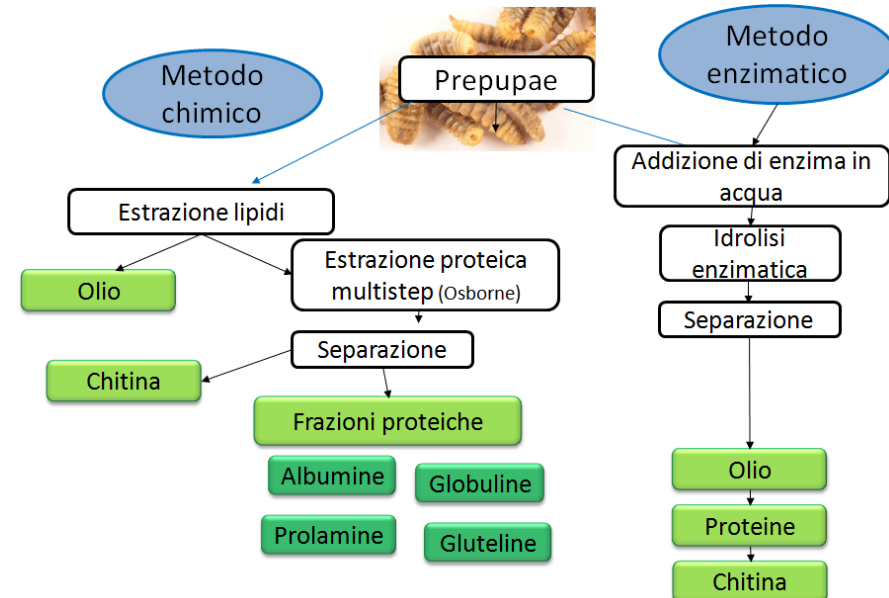 Metodo
chimico
Prepupae
Metodo
enzimatico
Estrazione lipidi
Olio
Estrazione proteica
multistep (Osborne)
Separazione
Chitina
Frazioni proteiche
Albumine
Globuline
Prolamine
Gluteline
Addizione di enzima in
acqua
Idrolisi
enzimatica
Separazione
Olio
Proteine
Chitina